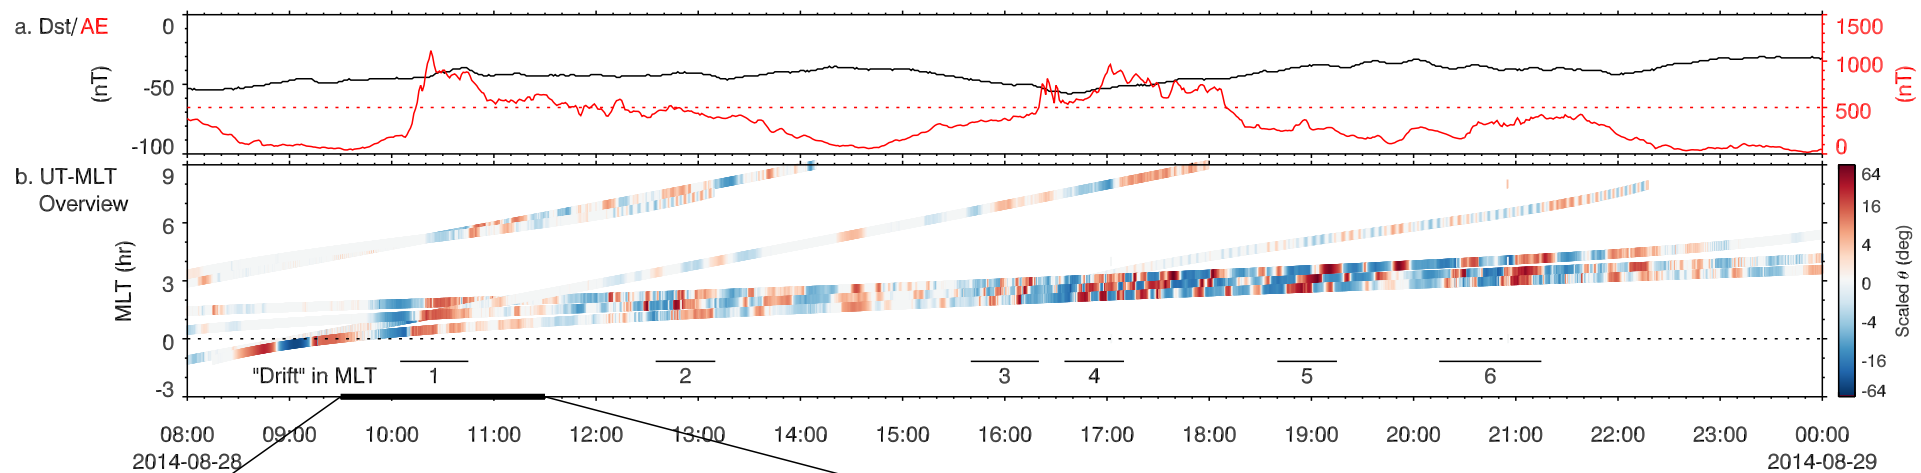 a. Dst/AE
(nT)
0
-50
-100
1500
1000
500
0
(nT)
b. UT-MLT
Overview
MLT (hr)
9
6
3
0
-3
"Drift" in MLT
1
2
3
4
5
6
64
16
4
0
-4
-16
-64
Scaled θ (deg)
08:00 09:00 10:00 11:00 12:00 13:00 14:00 15:00 16:00 17:00 18:00 19:00 20:00 21:00 22:00 23:00 00:00
2014-08-28 2014-08-29